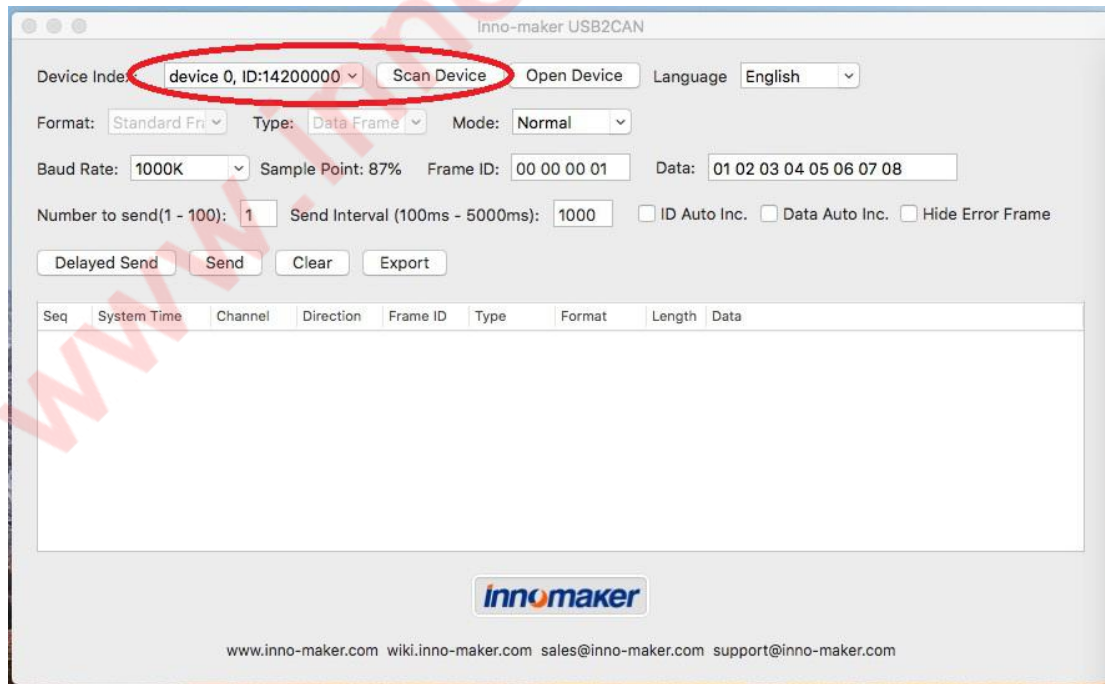 Inno-maker USB2CAN
Device Index: device 0, ID:14200000 Scan Device Open Device Language English
Format: Standard Fra Type: Data Frame Mode: Normal
Baud Rate: 1000K Sample Point: 87% Frame ID: 00 00 00 01 Data: 01 02 03 04 05 06 07 08
Number to send(1 - 100): 1 Send Interval (100ms - 5000ms): 1000 ID Auto Inc. Data Auto Inc. Hide Error Frame
Delayed Send Send Clear Export
Seq System Time Channel Direction Frame ID Type Format Length Data
innomaker
www.inno-maker.com wiki.inno-maker.com sales@inno-maker.com support@inno-maker.com
www.inno